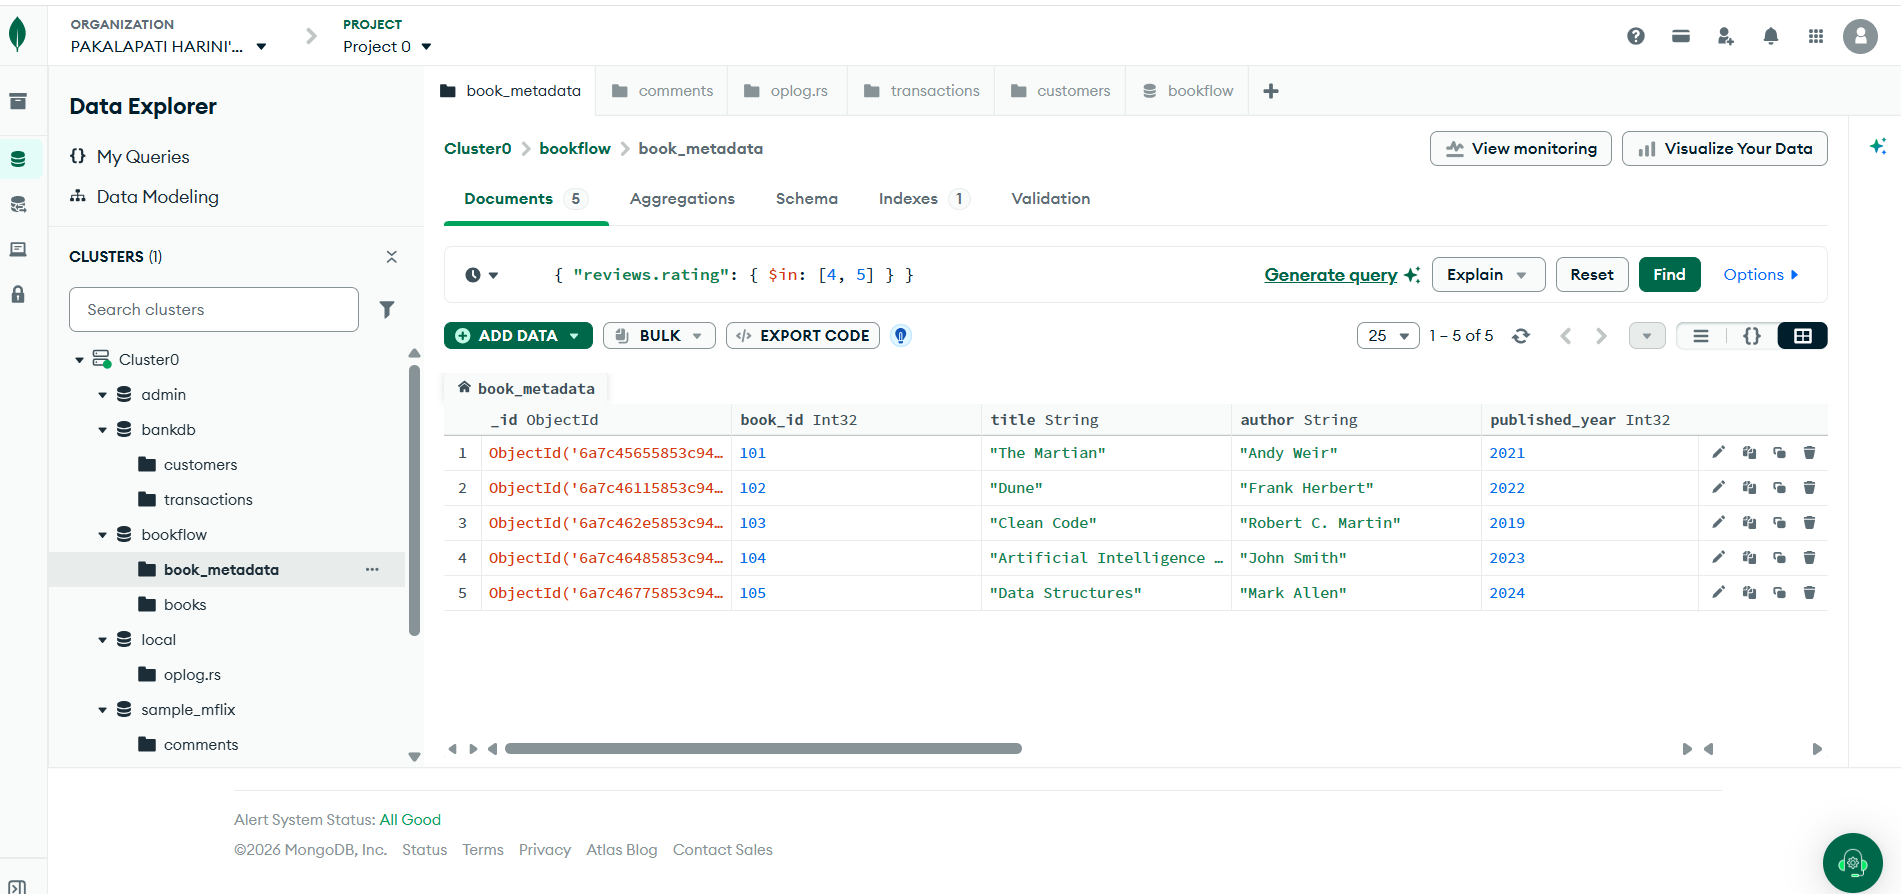 ORGANIZATION
PAKALAPATI HARINI'...
PROJECT
Project 0
Data Explorer
My Queries
Data Modeling
CLUSTERS (1)
Search clusters
Cluster0
admin
bankdb
customers
transactions
bookflow
book_metadata
books
local
oplog.rs
sample_mflix
comments
book_metadata comments oplog.rs transactions customers bookflow
Cluster0 > bookflow > book_metadata
View monitoring Visualize Your Data
Documents 5 Aggregations Schema Indexes 1 Validation
{ "reviews.rating": { $in: [4, 5] } }
Generate query Explain Reset Find Options
ADD DATA BULK EXPORT CODE
25 1 – 5 of 5 {}
book_metadata
_id ObjectId book_id Int32 title String author String published_year Int32
1 ObjectId('6a7c45655853c94… 101 "The Martian" "Andy Weir" 2021
2 ObjectId('6a7c46115853c94… 102 "Dune" "Frank Herbert" 2022
3 ObjectId('6a7c462e5853c94… 103 "Clean Code" "Robert C. Martin" 2019
4 ObjectId('6a7c46485853c94… 104 "Artificial Intelligence … "John Smith" 2023
5 ObjectId('6a7c46775853c94… 105 "Data Structures" "Mark Allen" 2024
Alert System Status: All Good
©2026 MongoDB, Inc. Status Terms Privacy Atlas Blog Contact Sales